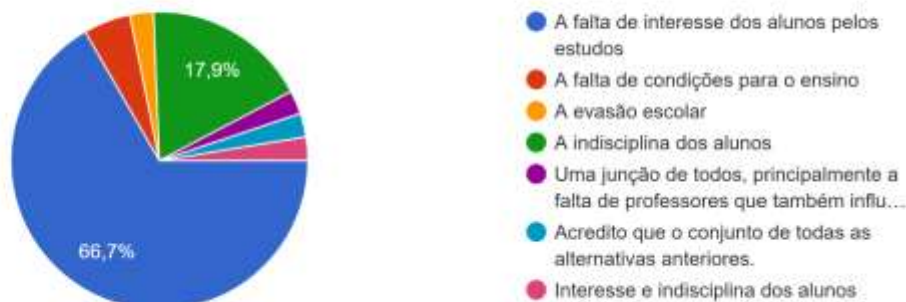 17,9%
66,7%
A falta de interesse dos alunos pelos
estudos
A falta de condições para o ensino
A evasão escolar
A indisciplina dos alunos
Uma junção de todos, principalmente a
falta de professores que também influ…
Acredito que o conjunto de todas as
alternativas anteriores.
Interesse e indisciplina dos alunos